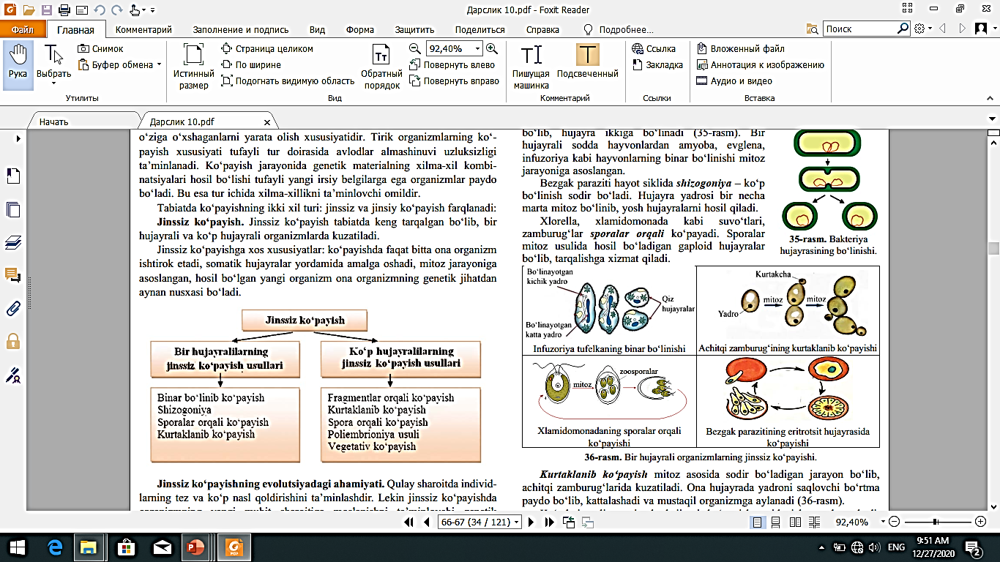 Дарслик 10.pdf - Foxit Reader
Файл
Главная
Комментарий
Заполнение и подпись
Вид
Форма
Защитить
Поделиться
Справка
Подробнее...
Поиск
Рука
Выбрать
Снимок
Буфер обмена
Утилиты
Истинный размер
Страница целиком
По ширине
Подогнать видимую область
Вид
Обратный порядок
92,40%
Повернуть влево
Повернуть вправо
Пишущая машинка
Подсвеченный
Комментарий
Ссылка
Закладка
Ссылки
Вложенный файл
Аннотация к изображению
Аудио и видео
Вставка
Начать
Дарслик 10.pdf
o‘ziga o‘xshaganlarni yarata olish xususiyatidir. Tirik organizmlarning ko‘-
payish xususiyati tufayli tur doirasida avlodlar almashinuvi uzluksizligi
ta’minlanadi. Ko‘payish jarayonida genetik materialning xilma-xil kombi-
natsiyalari hosil bo‘lishi tufayli yangi irsiy belgilarga ega organizmlar paydo
bo‘ladi. Bu esa tur ichida xilma-xillikni ta’minlovchi omildir.
Tabiatda ko‘payishning ikki xil turi: jinssiz va jinsiy ko‘payish farqlanadi:
Jinssiz ko‘payish. Jinssiz ko‘payish tabiatda keng tarqalgan bo‘lib, bir
hujayrali va ko‘p hujayrali organizmlarda kuzatiladi.
Jinssiz ko‘payishga xos xususiyatlar: ko‘payishda faqat bitta ona organizm
ishtirok etadi, somatik hujayralar yordamida amalga oshadi, mitoz jarayoniga
asoslangan, hosil bo‘lgan yangi organizm ona organizmning genetik jihatdan
aynan nusxasi bo‘ladi.
Jinssiz ko‘payish
Bir hujayralilarning
jinssiz ko‘payish usullari
Ko‘p hujayralilarning
jinssiz ko‘payish usullari
Binar bo‘linib ko‘payish
Shizogoniya
Sporalar orqali ko‘payish
Kurtaklanib ko‘payish
Fragmentlar orqali ko‘payish
Kurtaklanib ko‘payish
Spora orqali ko‘payish
Poliembrioniya usuli
Vegetativ ko‘payish
Jinssiz ko‘payishning evolutsiyadagi ahamiyati. Qulay sharoitda individ-
larning tez va ko‘p nasl qoldirishini ta’minlashdir. Lekin jinssiz ko‘payishda
bo‘lib, hujayra ikkiga bo‘linadi (35-rasm). Bir
hujayrali sodda hayvonlardan amyoba, evglena,
infuzoriya kabi hayvonlarning binar bo‘linishi mitoz
jarayoniga asoslangan.
Bezgak paraziti hayot siklida shizogoniya – ko‘p
bo‘linish sodir bo‘ladi. Hujayra yadrosi bir necha
marta mitoz bo‘linib, yosh hujayralarni hosil qiladi.
Xlorella, xlamidomonada kabi suvo‘tlari,
zamburug‘lar sporalar orqali ko‘payadi. Sporalar
mitoz usulida hosil bo‘ladigan gaploid hujayralar
bo‘lib, tarqalishga xizmat qiladi.
35-rasm. Bakteriya
hujayrasining bo‘linishi.
Bo‘linayotgan
kichik yadro
Bo‘linayotgan
katta yadro
Qiz
hujayralar
Infuzoriya tufelkaning binar bo‘linishi
Kurtakcha
Yadro
mitoz
mitoz
Achitqi zamburug‘ining kurtaklanib ko‘payishi
mitoz
zoosporalar
Xlamidomonadaning sporalar orqali
ko‘payishi
Bezgak parazitining eritrotsit hujayrasida
ko‘payishi
36-rasm. Bir hujayrali organizmlarning jinssiz ko‘payishi.
Kurtaklanib ko‘payish mitoz asosida sodir bo‘ladigan jarayon bo‘lib,
achitqi zamburug‘larida kuzatiladi. Ona hujayrada yadroni saqlovchi bo‘rtma
paydo bo‘lib, kattalashadi va mustaqil organizmga aylanadi (36-rasm).
66-67 (34 / 121)
92,40%
ENG
9:51 AM
12/27/2020
2